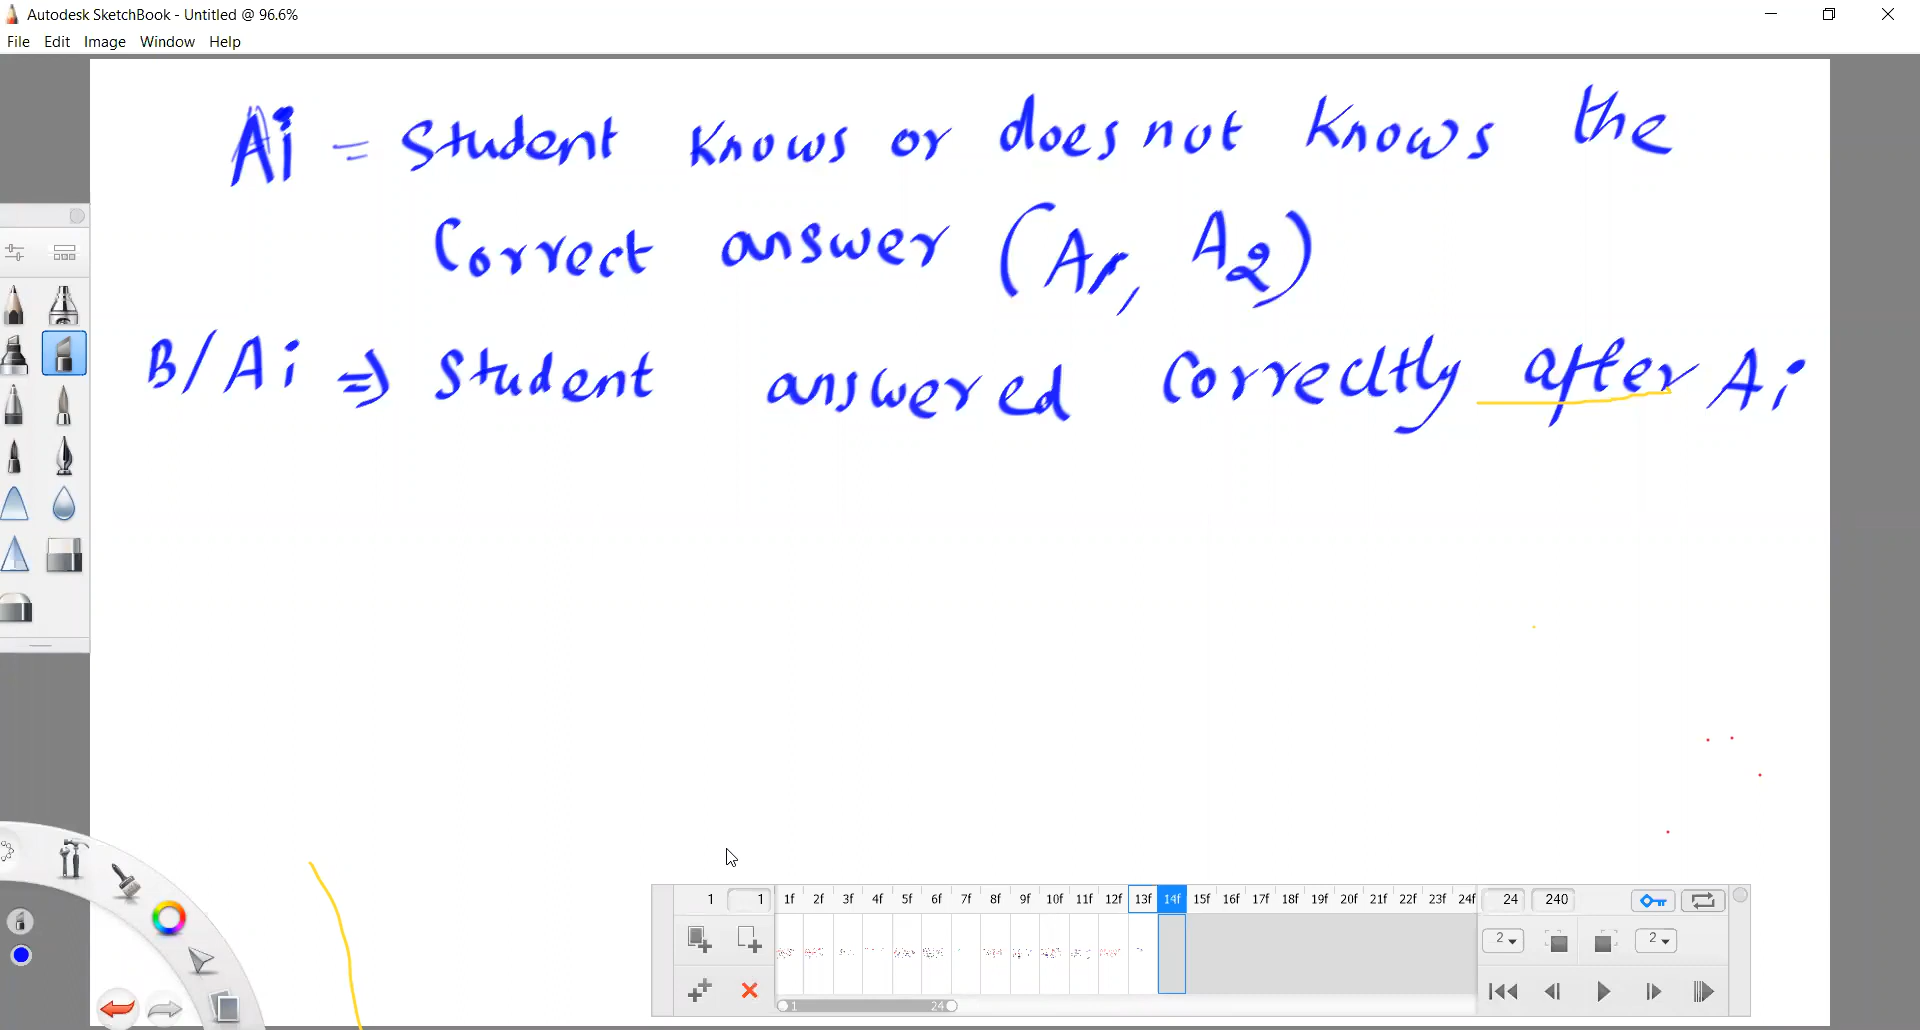 Autodesk SketchBook - Untitled @ 96.6%
File Edit Image Window Help
Ai = Student Knows or does not Knows the
Correct answer (A1, A2)
B/Ai => Student answered Correcltly after Ai
1 1 1f 2f 3f 4f 5f 6f 7f 8f 9f 10f 11f 12f 13f 14f 15f 16f 17f 18f 19f 20f 21f 22f 23f 24f 24 240
2 2
1 24